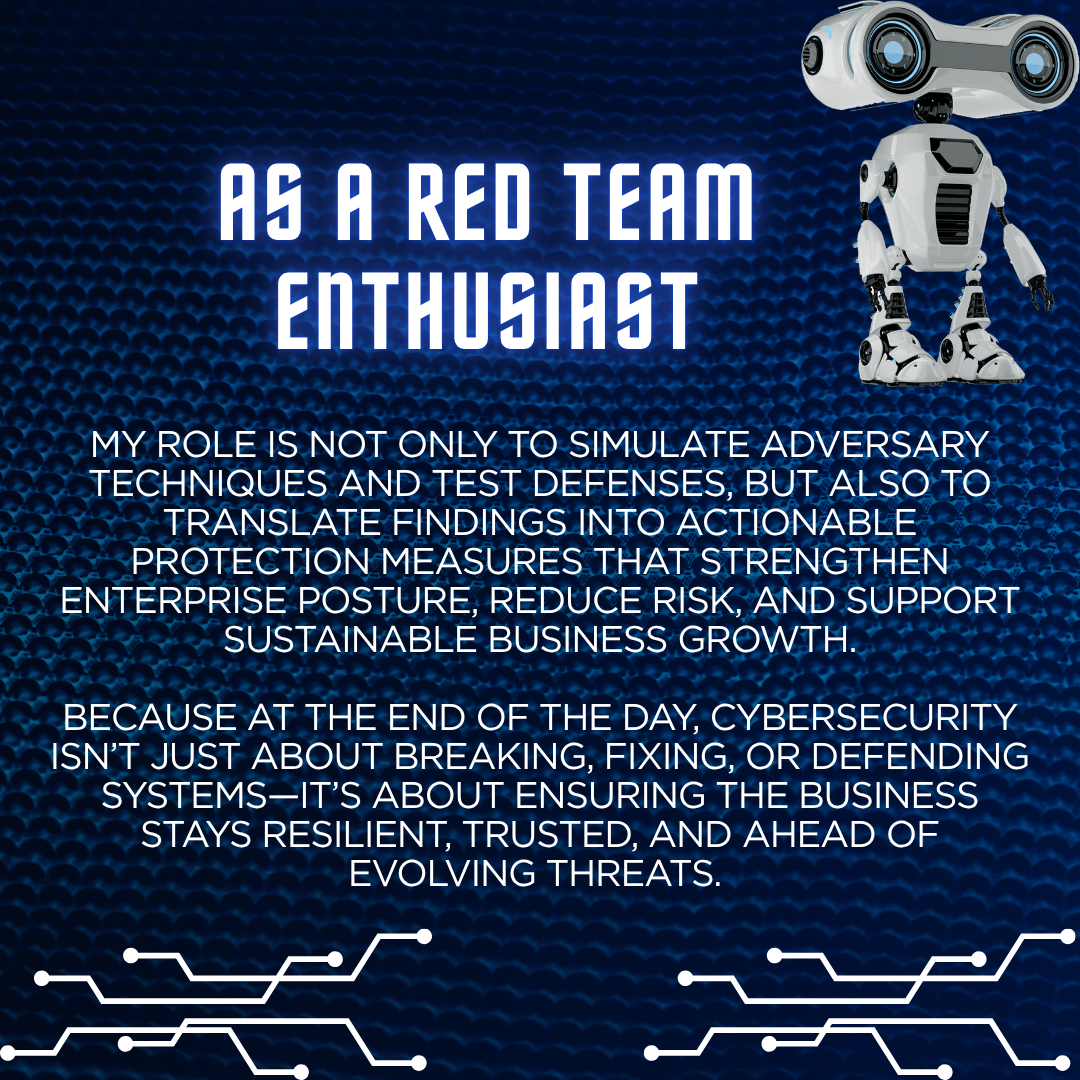 AS A RED TEAM
ENTHUSIAST
MY ROLE IS NOT ONLY TO SIMULATE ADVERSARY
TECHNIQUES AND TEST DEFENSES, BUT ALSO TO
TRANSLATE FINDINGS INTO ACTIONABLE
PROTECTION MEASURES THAT STRENGTHEN
ENTERPRISE POSTURE, REDUCE RISK, AND SUPPORT
SUSTAINABLE BUSINESS GROWTH.
BECAUSE AT THE END OF THE DAY, CYBERSECURITY
ISN’T JUST ABOUT BREAKING, FIXING, OR DEFENDING
SYSTEMS—IT’S ABOUT ENSURING THE BUSINESS
STAYS RESILIENT, TRUSTED, AND AHEAD OF
EVOLVING THREATS.